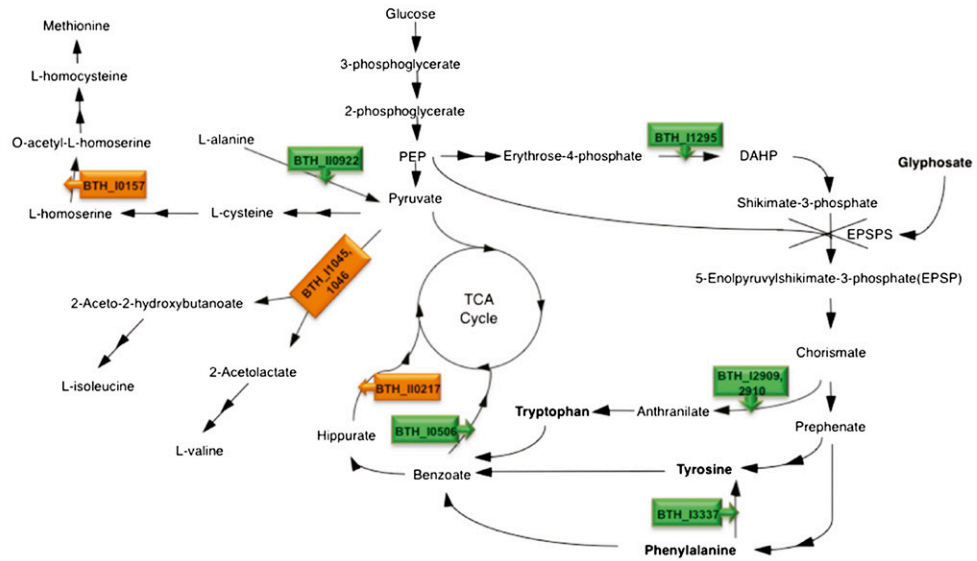 Glucose
Methionine
3-phosphoglycerate
L-homocysteine
2-phosphoglycerate
O-acetyl-L-homoserine
L-alanine
BTH_II0922
PEP
Erythrose-4-phosphate
BTH_I1295
DAHP
Glyphosate
BTH_I0157
Pyruvate
L-homoserine
L-cysteine
Shikimate-3-phosphate
EPSPS
BTH_I1045,
1046
5-Enolpyruvylshikimate-3-phosphate(EPSP)
2-Aceto-2-hydroxybutanoate
TCA
Cycle
Chorismate
L-isoleucine
2-Acetolactate
BTH_II0217
BTH_I2909,
2910
Tryptophan
Anthranilate
Prephenate
L-valine
Hippurate
BTH_I0506
Benzoate
Tyrosine
BTH_I3337
Phenylalanine